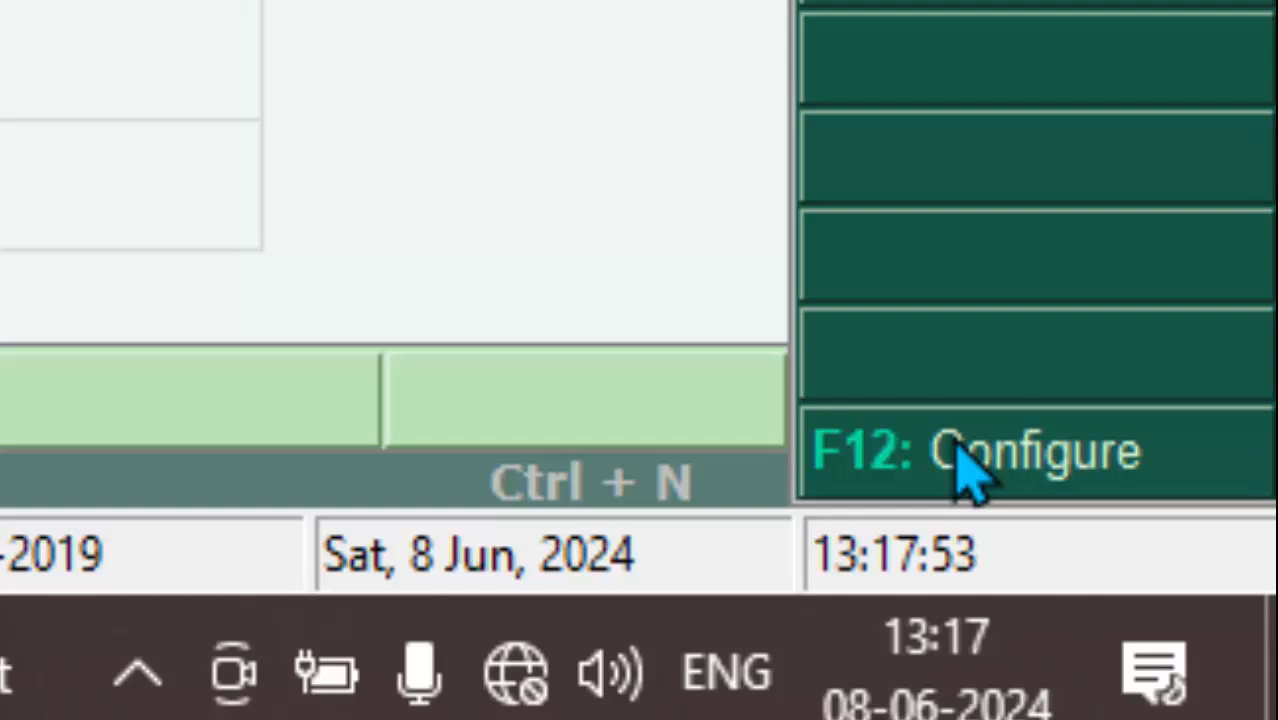 F12: Configure
Ctrl + N
-2019
Sat, 8 Jun, 2024
13:17:53
t
ENG
13:17
08-06-2024